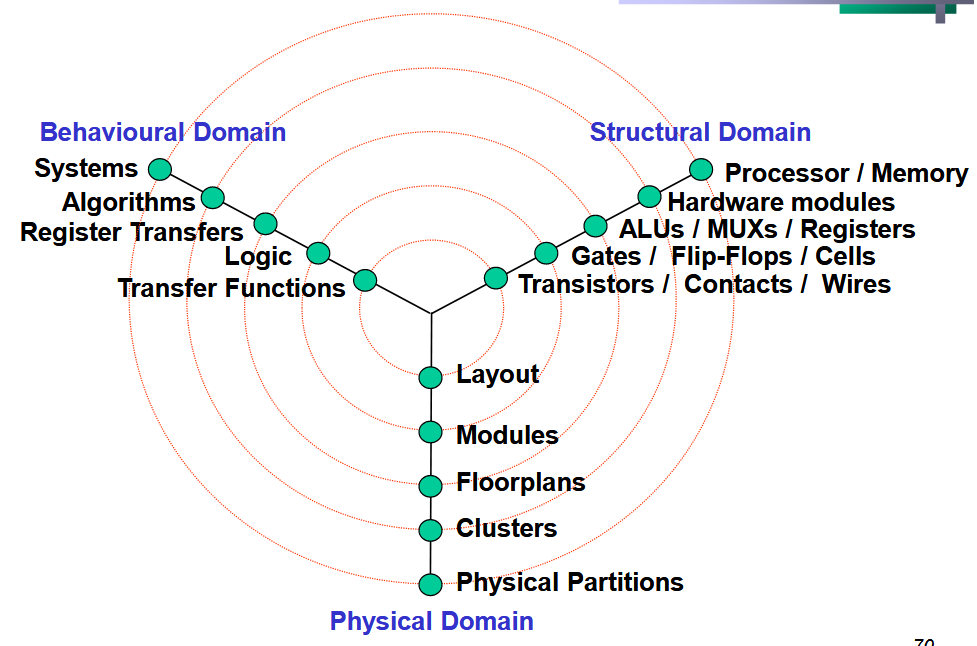 Behavioural Domain
Systems
Algorithms
Register Transfers
Logic
Transfer Functions
Structural Domain
Processor / Memory
Hardware modules
ALUs / MUXs / Registers
Gates / Flip-Flops / Cells
Transistors / Contacts / Wires
Layout
Modules
Floorplans
Clusters
Physical Partitions
Physical Domain